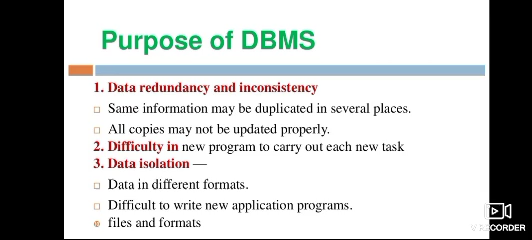 Purpose of DBMS
1. Data redundancy and inconsistency
Same information may be duplicated in several places.
All copies may not be updated properly.
2. Difficulty in new program to carry out each new task
3. Data isolation —
Data in different formats.
Difficult to write new application programs.
files and formats
V RECORDER